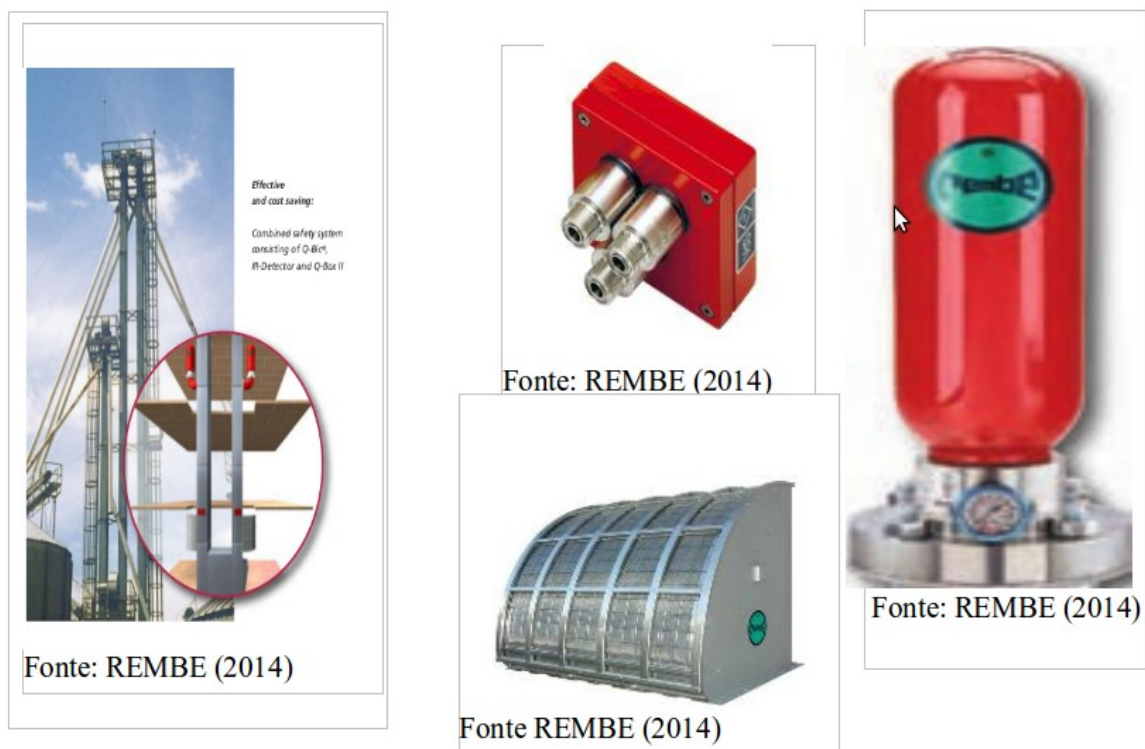 Effective
and cost saving:
Combined safety system
consisting of Q-Bic®,
IR-Detector and Q-Box II
Fonte: REMBE (2014)
Fonte: REMBE (2014)
Fonte REMBE (2014)
rembe
Fonte: REMBE (2014)